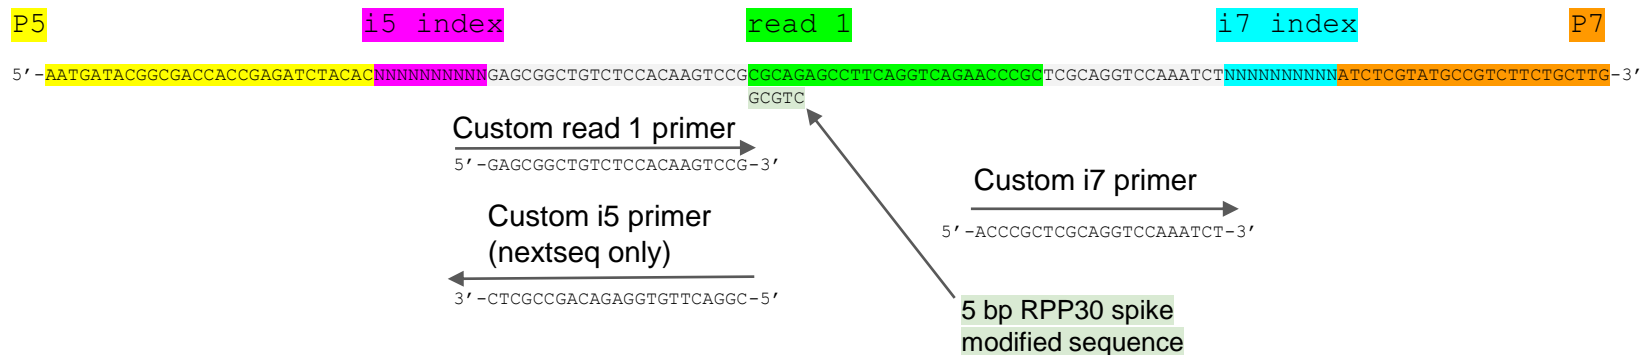 P5 i5 index read 1 i7 index P7
5’-AATGATACGGCGACCACCGAGATCTACACNNNNNNNNNNGAGCGGCTGTCTCCACAAGTCCGCGCAGAGCCTTCAGGTCAGAACCCGCTCGCAGGTCCAAATCTNNNNNNNNNNATCTCGTATGCCGTCTTCTGCTTG-3’
GCGTC
Custom read 1 primer
5’-GAGCGGCTGTCTCCACAAGTCCG-3’
Custom i7 primer
5’-ACCCGCTCGCAGGTCCAAATCT-3’
Custom i5 primer
(nextseq only)
3’-CTCGCCGACAGAGGTGTTCAGGC-5’
5 bp RPP30 spike
modified sequence